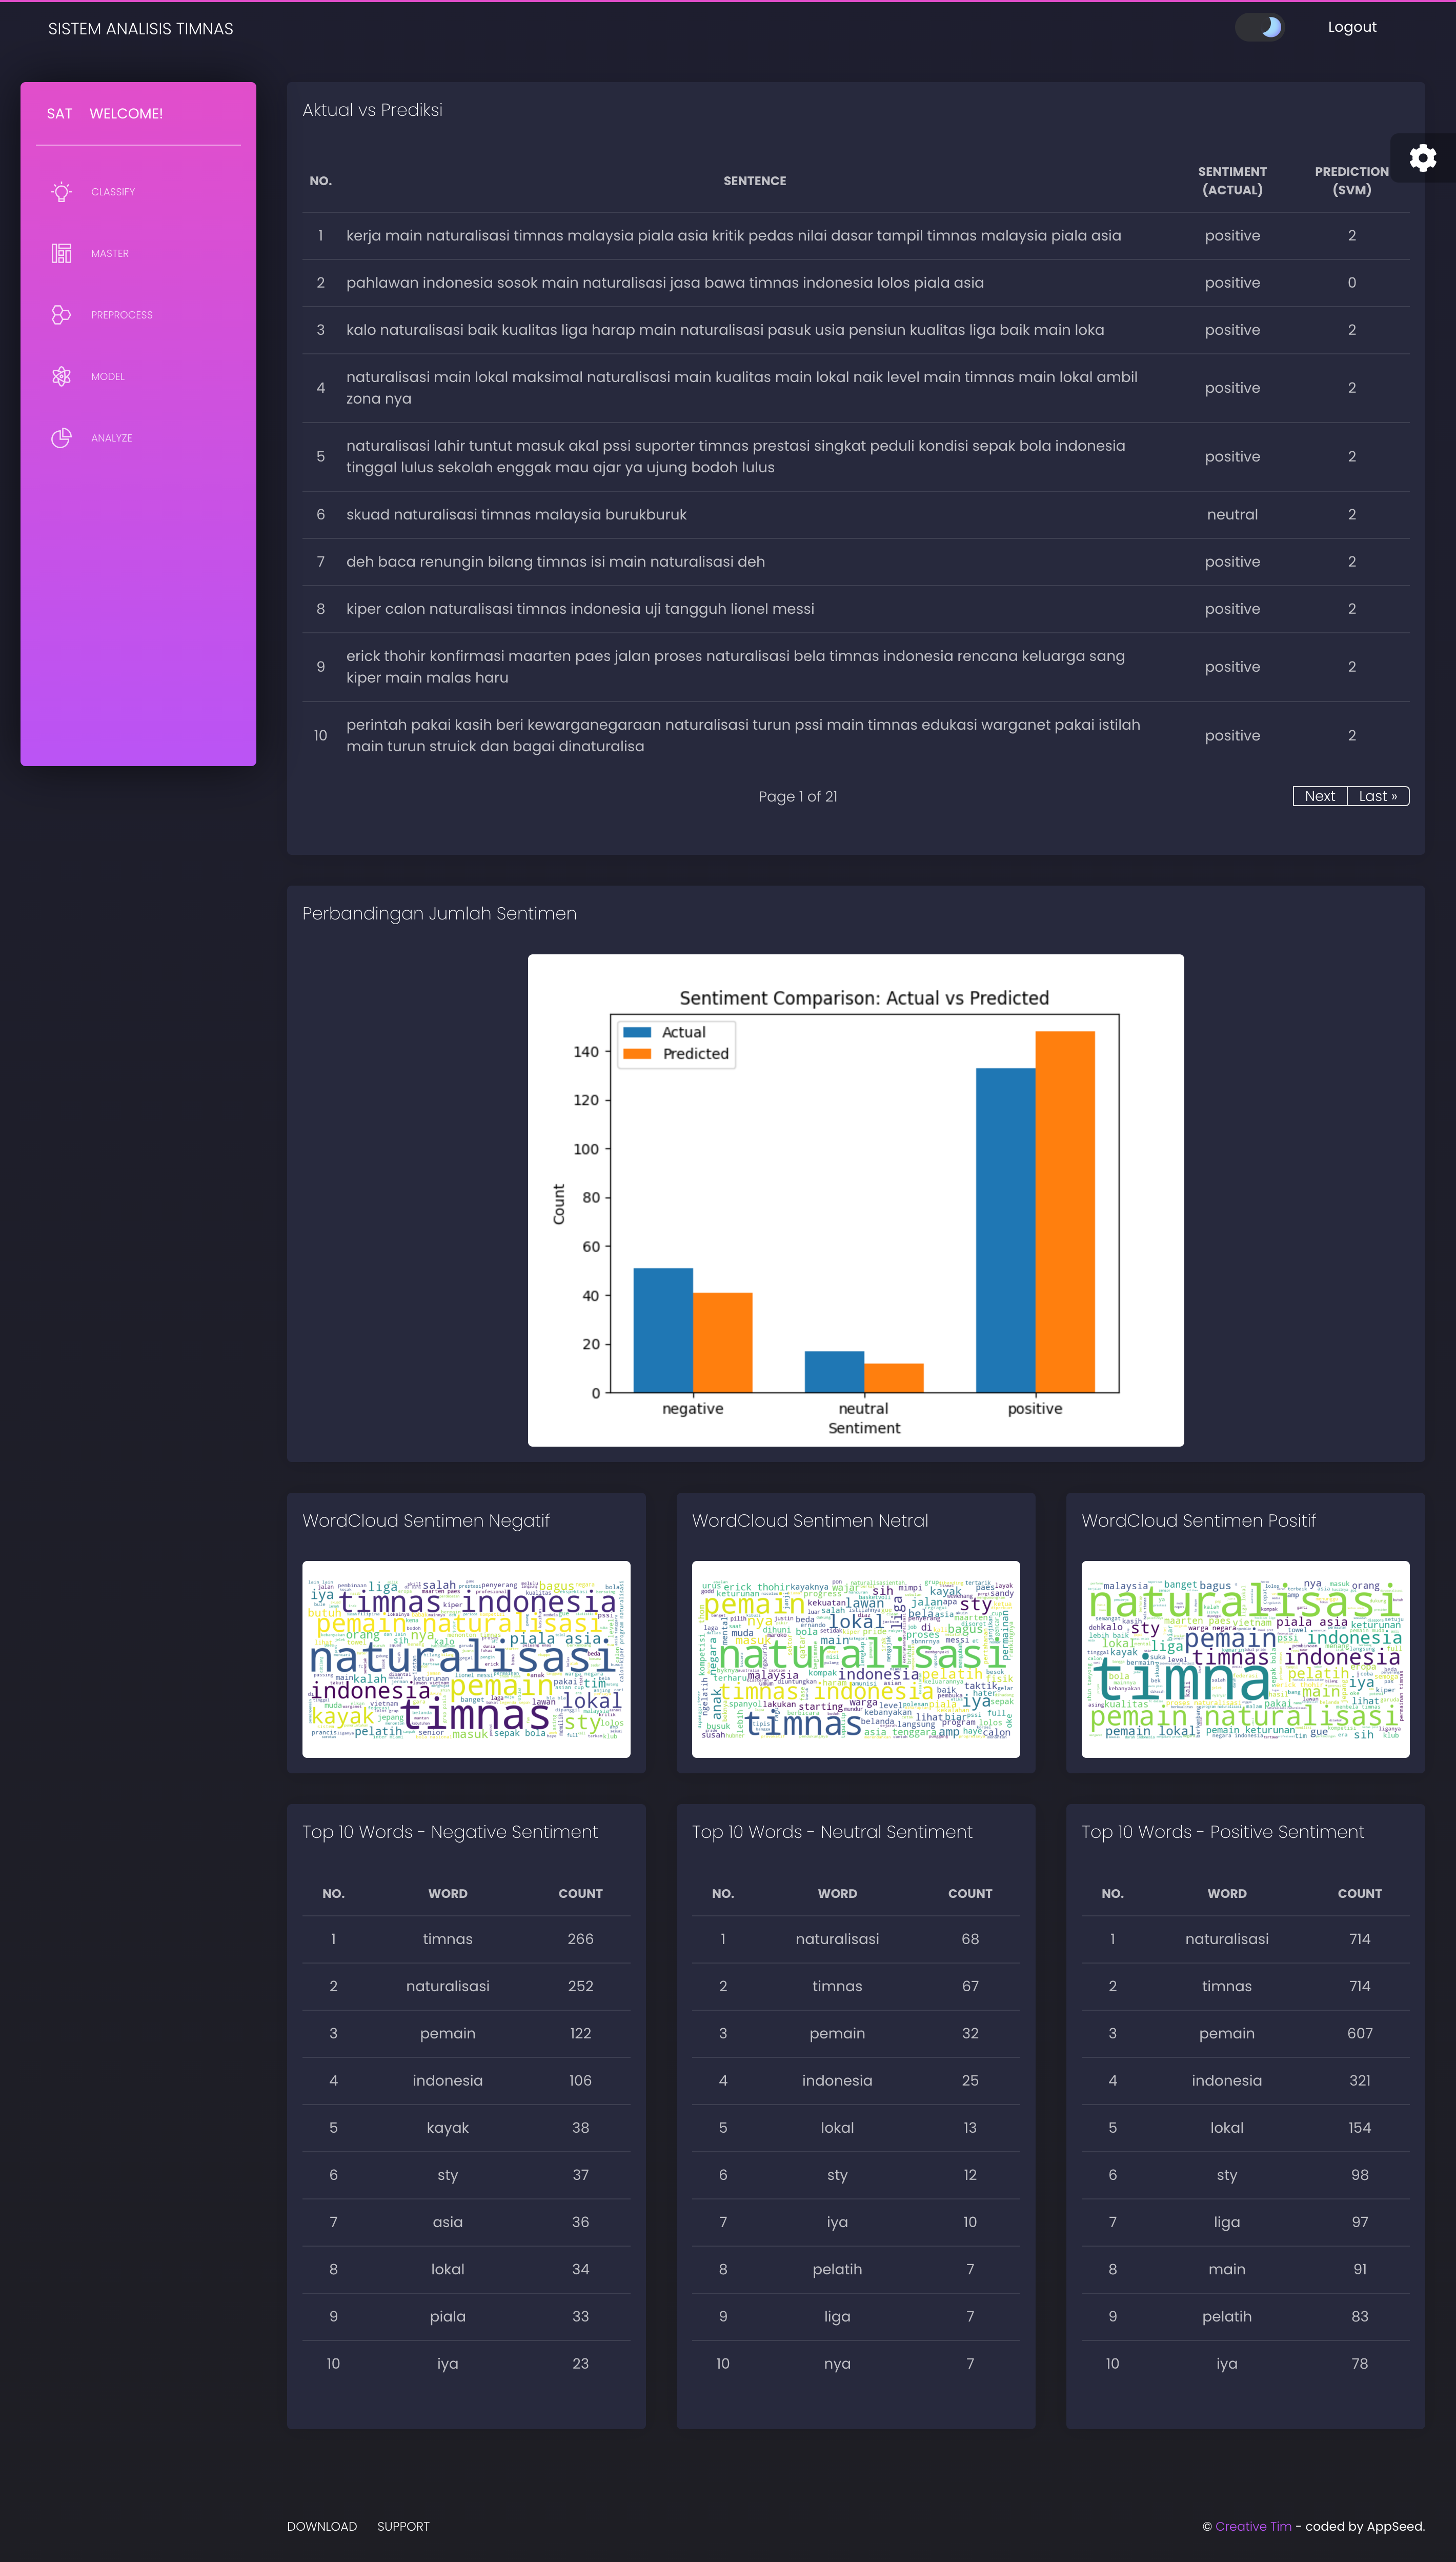 SISTEM ANALISIS TIMNAS
Logout
SAT WELCOME!
CLASSIFY
MASTER
PREPROCESS
MODEL
ANALYZE
Aktual vs Prediksi
NO. SENTENCE SENTIMENT (ACTUAL) PREDICTION (SVM)
1 kerja main naturalisasi timnas malaysia piala asia kritik pedas nilai dasar tampil timnas malaysia piala asia positive 2
2 pahlawan indonesia sosok main naturalisasi jasa bawa timnas indonesia lolos piala asia positive 0
3 kalo naturalisasi baik kualitas liga harap main naturalisasi pasuk usia pensiun kualitas liga baik main loka positive 2
4 naturalisasi main lokal maksimal naturalisasi main kualitas main lokal naik level main timnas main lokal ambil
zona nya positive 2
5 naturalisasi lahir tuntut masuk akal pssi suporter timnas prestasi singkat peduli kondisi sepak bola indonesia
tinggal lulus sekolah enggak mau ajar ya ujung bodoh lulus positive 2
6 skuad naturalisasi timnas malaysia burukburuk neutral 2
7 deh baca renungin bilang timnas isi main naturalisasi deh positive 2
8 kiper calon naturalisasi timnas indonesia uji tangguh lionel messi positive 2
9 erick thohir konfirmasi maarten paes jalan proses naturalisasi bela timnas indonesia rencana keluarga sang
kiper main malas haru positive 2
10 perintah pakai kasih beri kewarganegaraan naturalisasi turun pssi main timnas edukasi warganet pakai istilah
main turun struick dan bagai dinaturalisa positive 2
Page 1 of 21
Next Last »
Perbandingan Jumlah Sentimen
Sentiment Comparison: Actual vs Predicted
Actual
Predicted
140
120
100
80
60
40
20
0
Count
negative neutral positive
Sentiment
WordCloud Sentimen Negatif
timnas indonesia
pemain naturalisasi
piala asia
naturalisasi
indonesia pemain
lokal
kayak timnas sty
pelatih masuk
WordCloud Sentimen Netral
pemain
lokal sty
naturalisasi
indonesia pelatih
timnas indonesia
timnas iya
WordCloud Sentimen Positif
naturalisasi
pemain indonesia
timnas indonesia
timna
pelatih iya
main
pemain naturalisasi
pemain lokal
Top 10 Words - Negative Sentiment
NO. WORD COUNT
1 timnas 266
2 naturalisasi 252
3 pemain 122
4 indonesia 106
5 kayak 38
6 sty 37
7 asia 36
8 lokal 34
9 piala 33
10 iya 23
Top 10 Words - Neutral Sentiment
NO. WORD COUNT
1 naturalisasi 68
2 timnas 67
3 pemain 32
4 indonesia 25
5 lokal 13
6 sty 12
7 iya 10
8 pelatih 7
9 liga 7
10 nya 7
Top 10 Words - Positive Sentiment
NO. WORD COUNT
1 naturalisasi 714
2 timnas 714
3 pemain 607
4 indonesia 321
5 lokal 154
6 sty 98
7 liga 97
8 main 91
9 pelatih 83
10 iya 78
DOWNLOAD SUPPORT
© Creative Tim - coded by AppSeed.